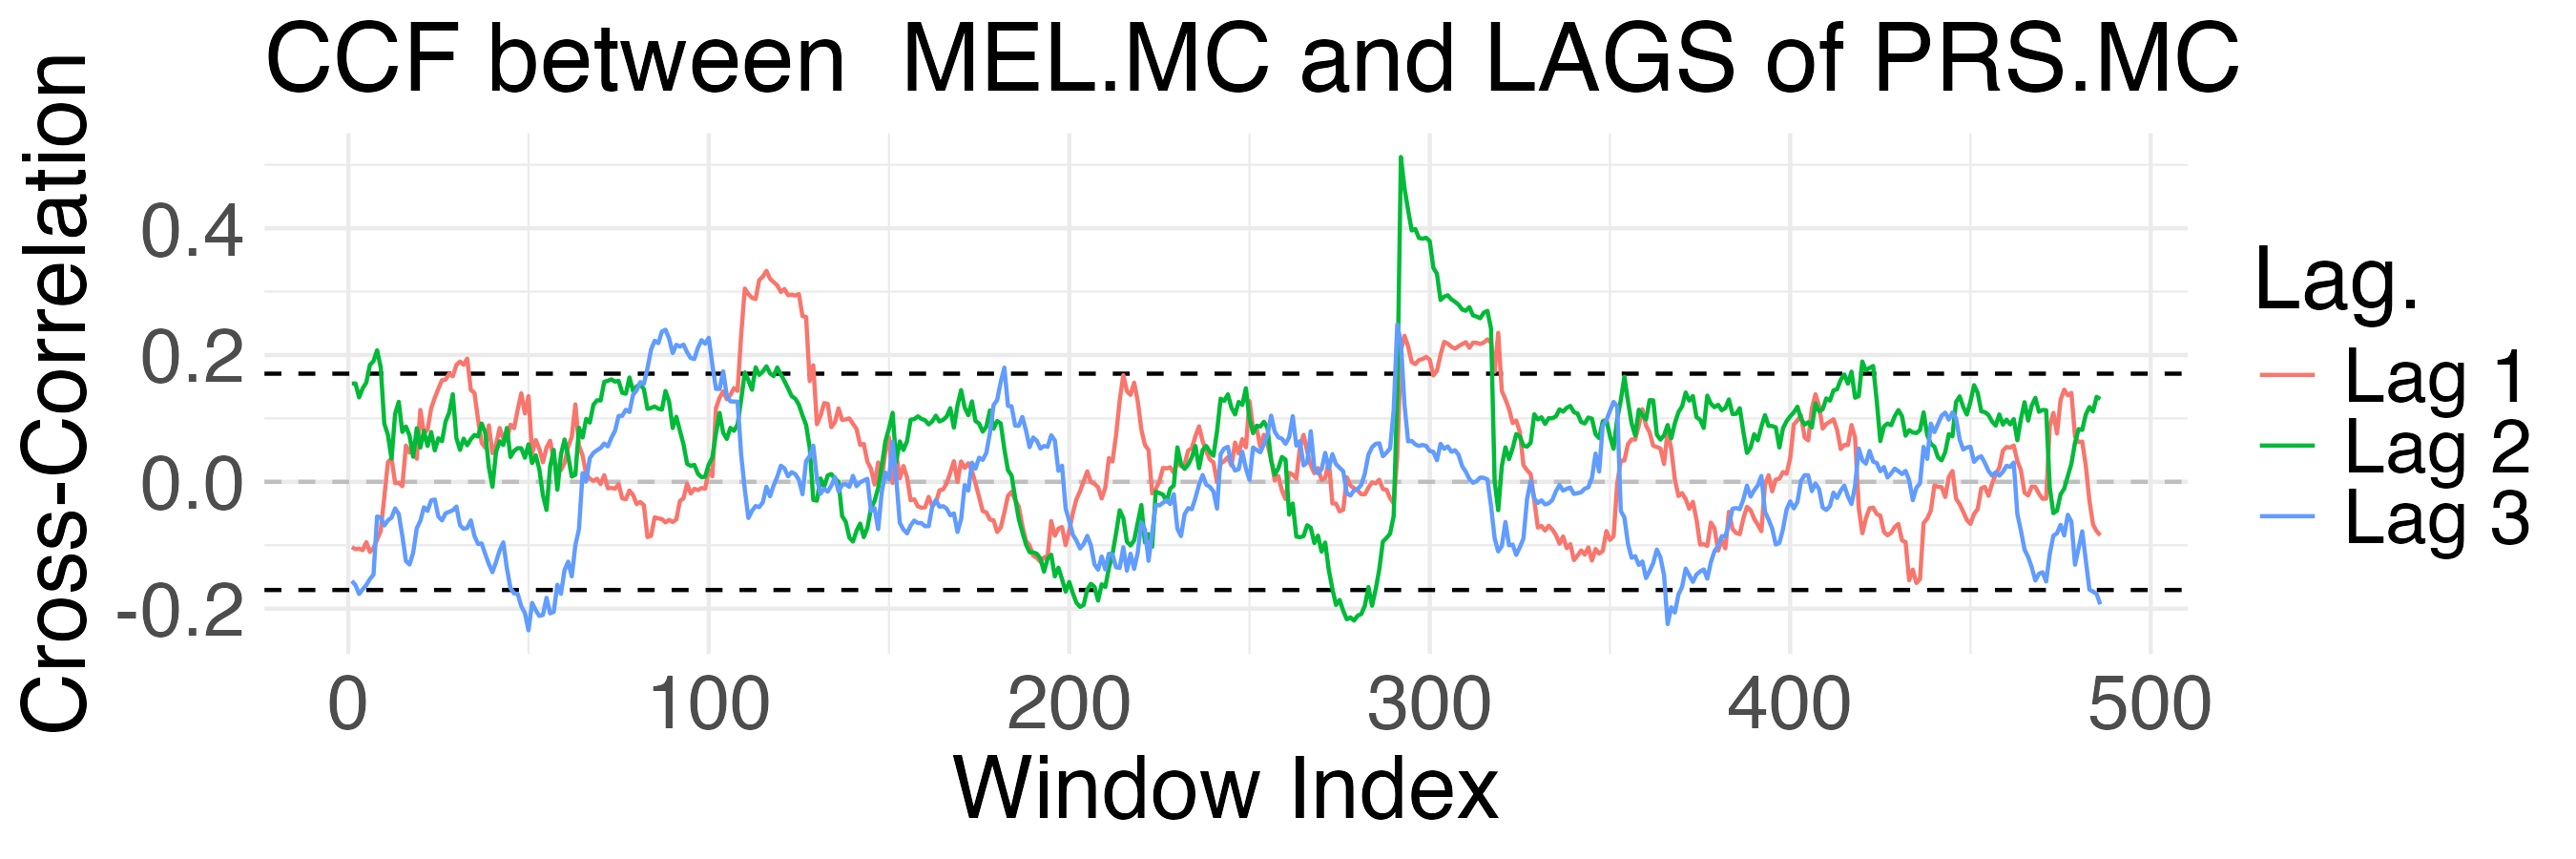 CCF between  MEL.MC and LAGS of PRS.MC
Cross-Correlation
0.4
0.2
0.0
-0.2
0
100
200
300
400
500
Window Index
Lag.
Lag 1
Lag 2
Lag 3